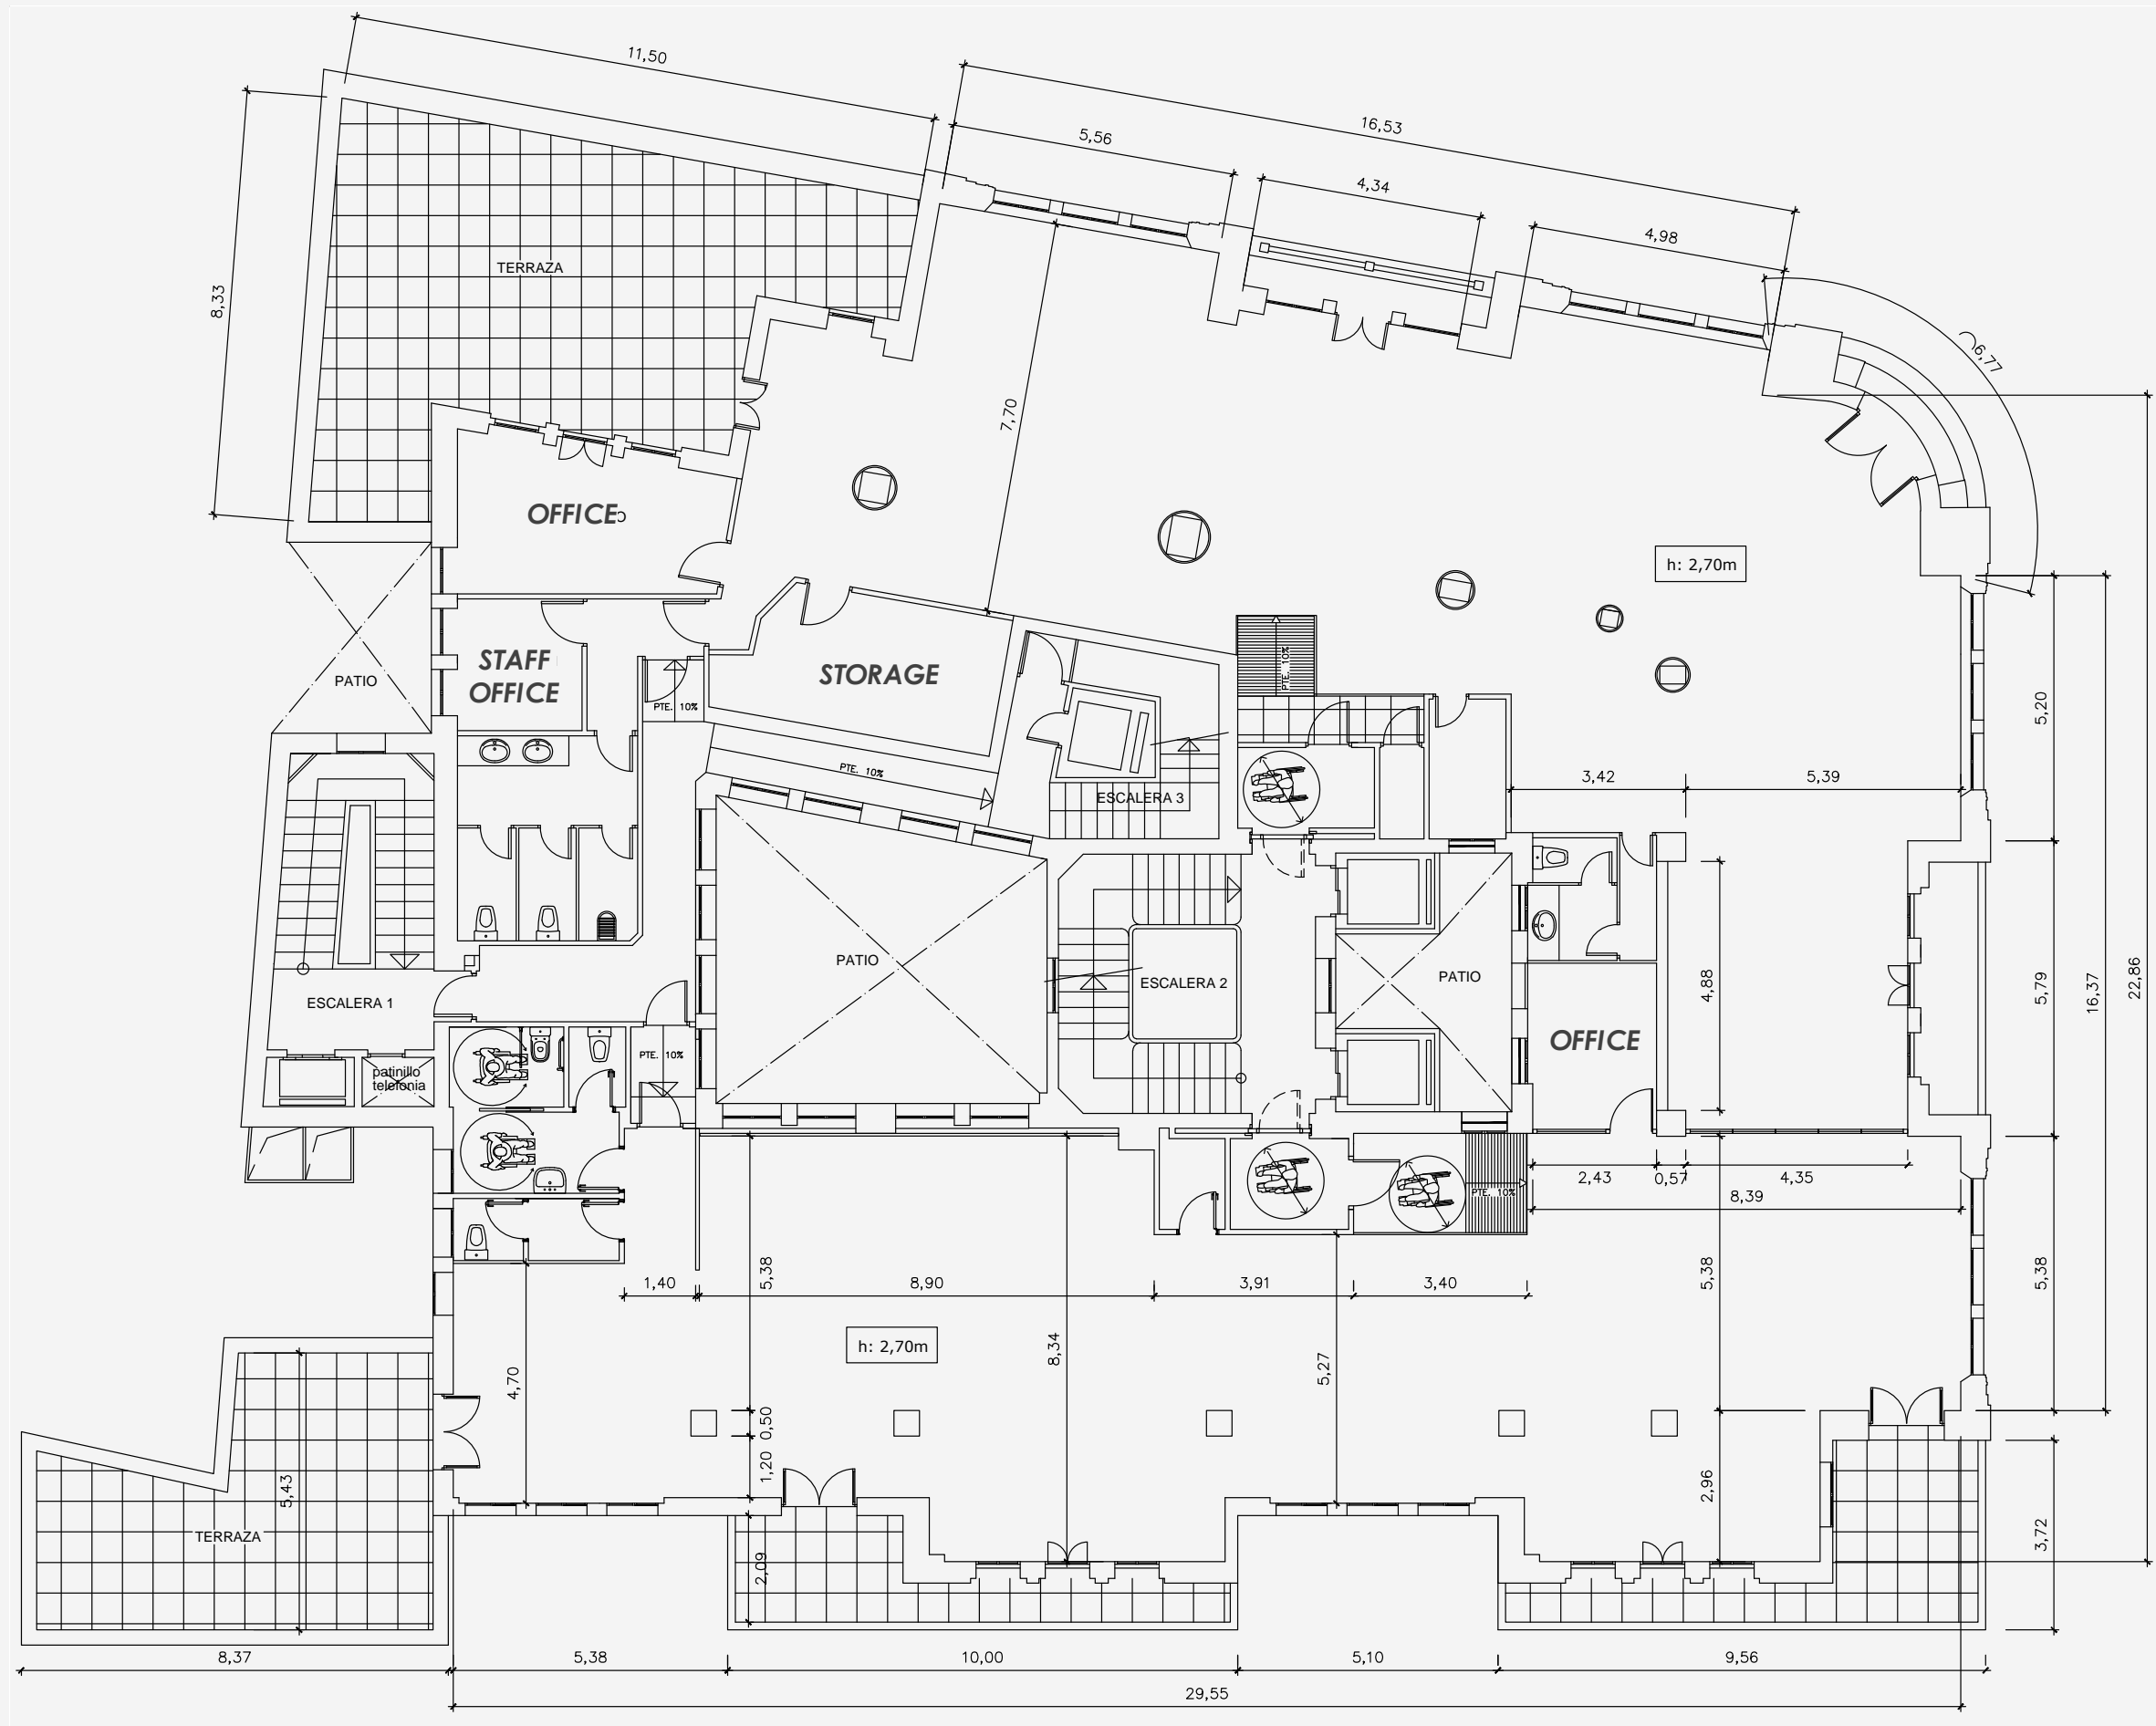 11,50
16,53
5,56
4,34
4,98
8,33
6,77
TERRAZA
7,70
OFFICE
h: 2,70m
STAFF
OFFICE
STORAGE
PATIO
PTE. 10%
PTE. 10%
PTE. 10%
5,20
3,42
5,39
ESCALERA 3
PATIO
ESCALERA 2
PATIO
4,88
5,79
16,37
22,86
ESCALERA 1
OFFICE
PTE. 10%
patinillo
telefonia
2,43
0,57
4,35
PTE. 10%
8,39
1,40
5,38
8,90
3,91
3,40
5,38
5,38
h: 2,70m
4,70
8,34
5,27
0,50
1,20
5,43
2,96
TERRAZA
3,72
2,09
8,37
5,38
10,00
5,10
9,56
29,55